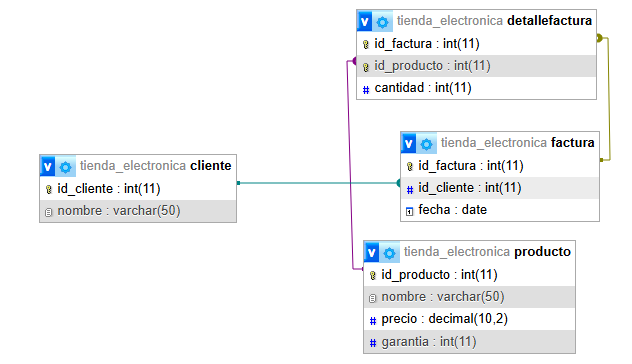 tienda_electronica detallefactura
id_factura : int(11)
id_producto : int(11)
# cantidad : int(11)
tienda_electronica factura
id_factura : int(11)
# id_cliente : int(11)
fecha : date
tienda_electronica cliente
id_cliente : int(11)
nombre : varchar(50)
tienda_electronica producto
id_producto : int(11)
nombre : varchar(50)
# precio : decimal(10,2)
# garantia : int(11)